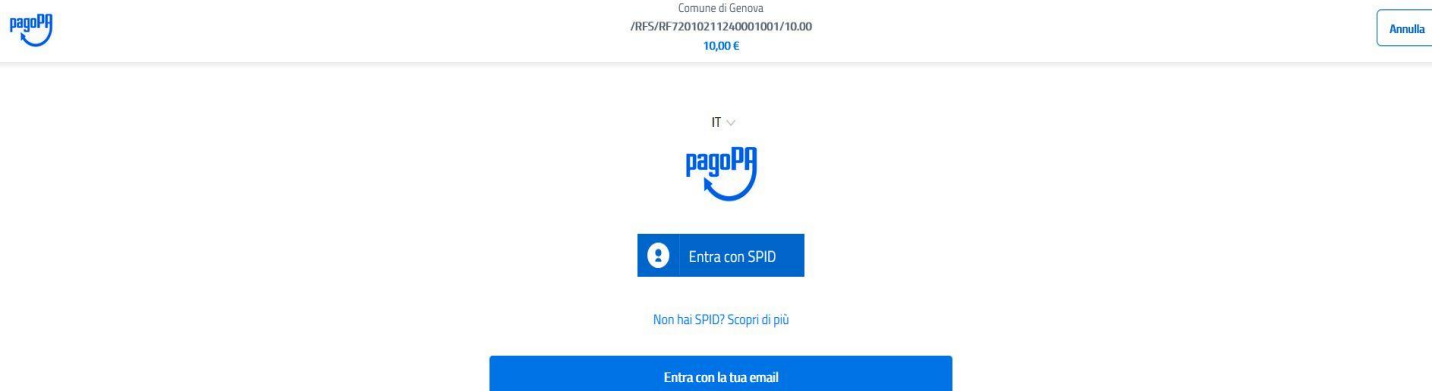 pagoPA
Comune di Genova
/RFS/RF72010211240001001/10.00
10,00 €
Annulla
IT
pagoPA
Entra con SPID
Non hai SPID? Scopri di più
Entra con la tua email